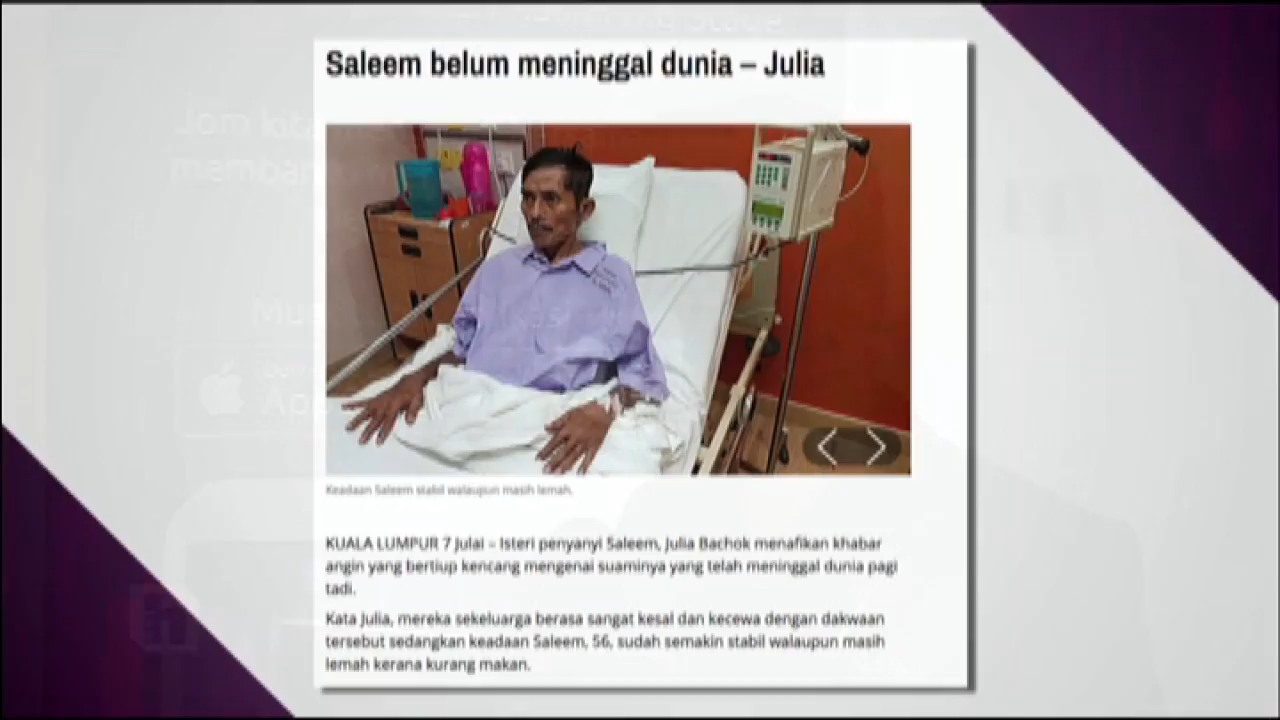 Saleem belum meninggal dunia – Julia
Keadaan Saleem stabil walaupun masih lemah.
KUALA LUMPUR 7 Julai – Isteri penyanyi Saleem, Julia Bachok menafikan khabar
angin yang bertiup kencang mengenai suaminya yang telah meninggal dunia pagi
tadi.
Kata Julia, mereka sekeluarga berasa sangat kesal dan kecewa dengan dakwaan
tersebut sedangkan keadaan Saleem, 56, sudah semakin stabil walaupun masih
lemah kerana kurang makan.
Jom kita